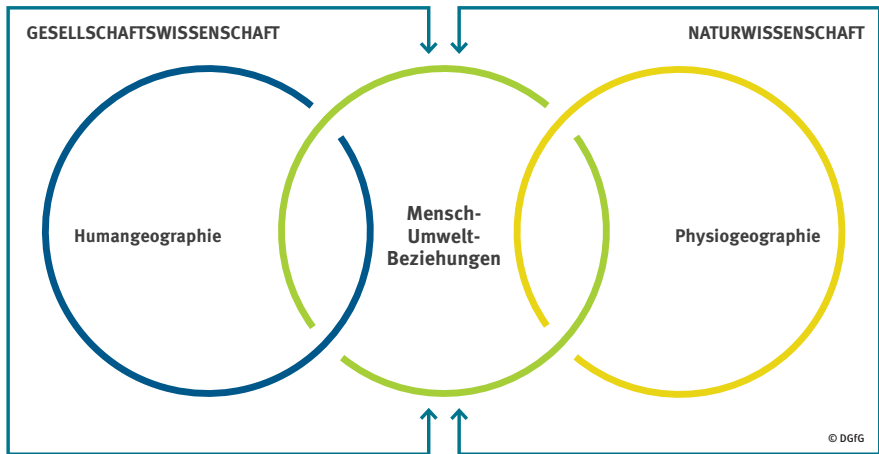 GESELLSCHAFTSWISSENSCHAFT
NATURWISSENSCHAFT
Humangeographie
Mensch-
Umwelt-
Beziehungen
Physiogeographie
© DGfG